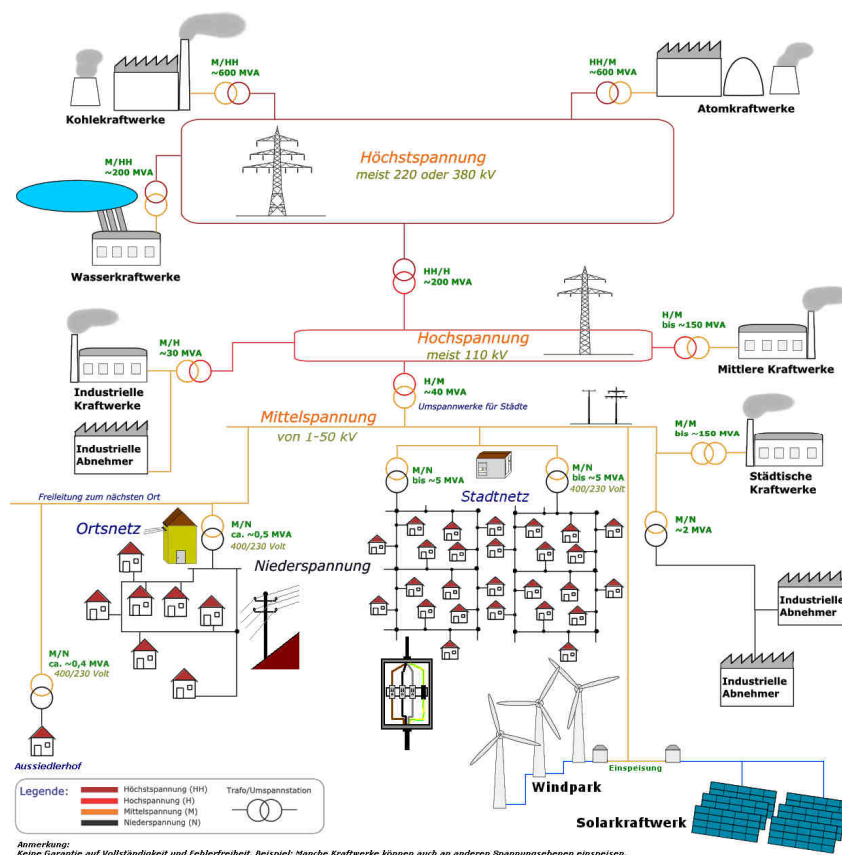 M/HH
~600 MVA
Kohlekraftwerke
HH/M
~600 MVA
Atomkraftwerke
Höchstspannung
meist 220 oder 380 kV
M/HH
~200 MVA
Wasserkraftwerke
HH/H
~200 MVA
M/H
~30 MVA
Industrielle
Kraftwerke
Hochspannung
meist 110 kV
H/M
bis ~150 MVA
Mittlere Kraftwerke
H/M
~40 MVA
Umspannwerke für Städte
Industrielle
Abnehmer
Mittelspannung
von 1-50 kV
M/M
bis ~150 MVA
Städtische
Kraftwerke
M/N
bis ~5 MVA
M/N
bis ~5 MVA
400/230 Volt
Stadtnetz
Freileitung zum nächsten Ort
Ortsnetz
M/N
ca. ~0,5 MVA
400/230 Volt
M/N
~2 MVA
Niederspannung
Industrielle
Abnehmer
M/N
ca. ~0,4 MVA
400/230 Volt
Industrielle
Abnehmer
Aussiedlerhof
Windpark
Einspeisung
Solarkraftwerk
Legende:
Höchstspannung (HH)
Hochspannung (H)
Mittelspannung (M)
Niederspannung (N)
Trafo/Umspannstation
Anmerkung:
Keine Garantie auf Vollständigkeit und Fehlerfreiheit. Beispiel: Manche Kraftwerke können auch an anderen Spannungsebenen einspeisen.